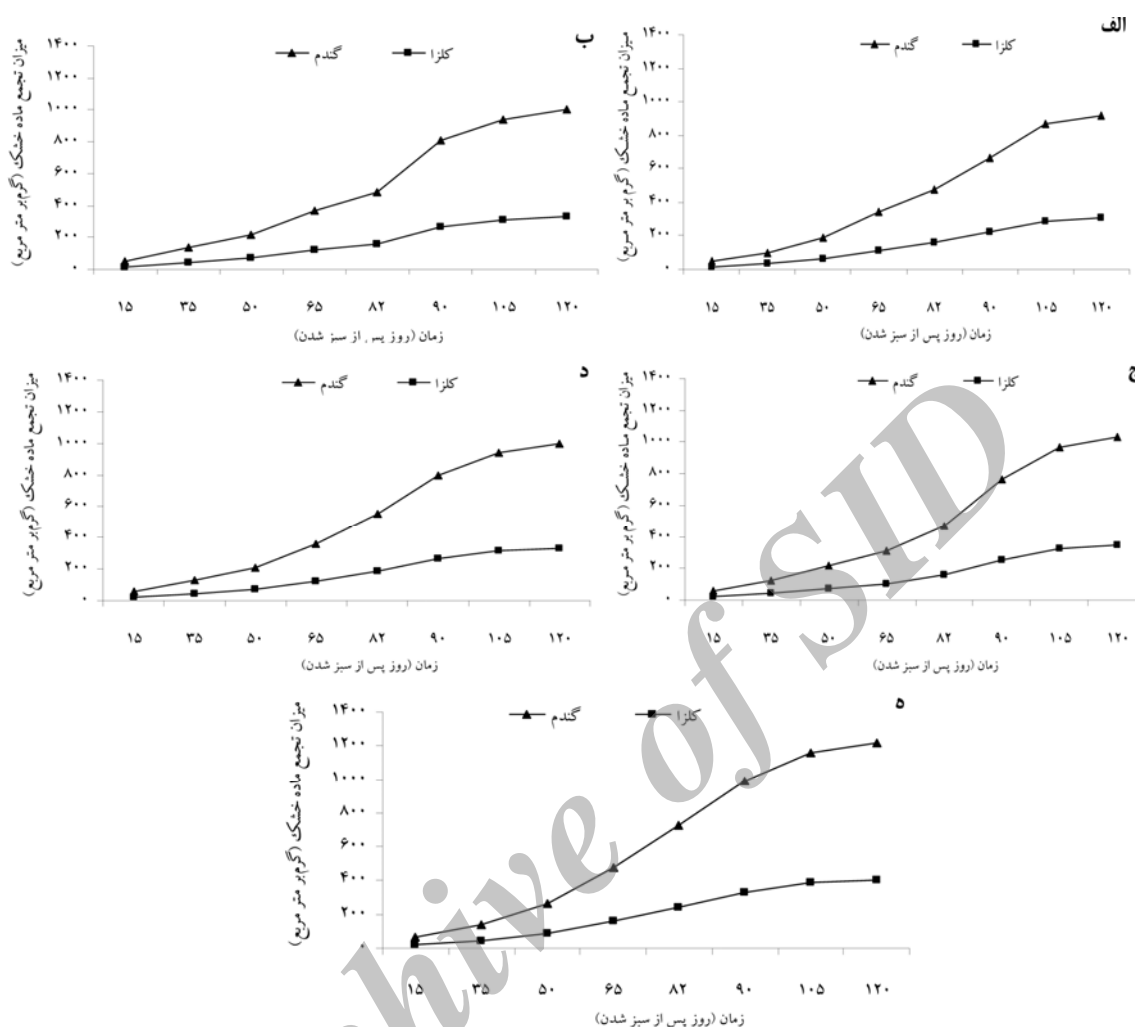 الف
گندم
کلزا
میزان تجمع ماده خشک (گرم بر متر مربع)
۱۴۰۰
۱۲۰۰
۱۰۰۰
۸۰۰
۶۰۰
۴۰۰
۲۰۰
۰
۱۵ ۳۵ ۵۰ ۶۵ ۸۲ ۹۰ ۱۰۵ ۱۲۰
زمان (روز پس از سبز شدن)
ب
گندم
کلزا
میزان تجمع ماده خشک (گرم بر متر مربع)
۱۴۰۰
۱۲۰۰
۱۰۰۰
۸۰۰
۶۰۰
۴۰۰
۲۰۰
۰
۱۵ ۳۵ ۵۰ ۶۵ ۸۲ ۹۰ ۱۰۵ ۱۲۰
زمان (روز پس از سبز شدن)
ج
گندم
کلزا
میزان تجمع ماده خشک (گرم بر متر مربع)
۱۴۰۰
۱۲۰۰
۱۰۰۰
۸۰۰
۶۰۰
۴۰۰
۲۰۰
۰
۱۵ ۳۵ ۵۰ ۶۵ ۸۲ ۹۰ ۱۰۵ ۱۲۰
زمان (روز پس از سبز شدن)
د
گندم
کلزا
میزان تجمع ماده خشک (گرم بر متر مربع)
۱۴۰۰
۱۲۰۰
۱۰۰۰
۸۰۰
۶۰۰
۴۰۰
۲۰۰
۰
۱۵ ۳۵ ۵۰ ۶۵ ۸۲ ۹۰ ۱۰۵ ۱۲۰
زمان (روز پس از سبز شدن)
ه
گندم
کلزا
میزان تجمع ماده خشک (گرم بر متر مربع)
۱۴۰۰
۱۲۰۰
۱۰۰۰
۸۰۰
۶۰۰
۴۰۰
۲۰۰
۰
۱۵ ۳۵ ۵۰ ۶۵ ۸۲ ۹۰ ۱۰۵ ۱۲۰
زمان (روز پس از سبز شدن)
hive of SID